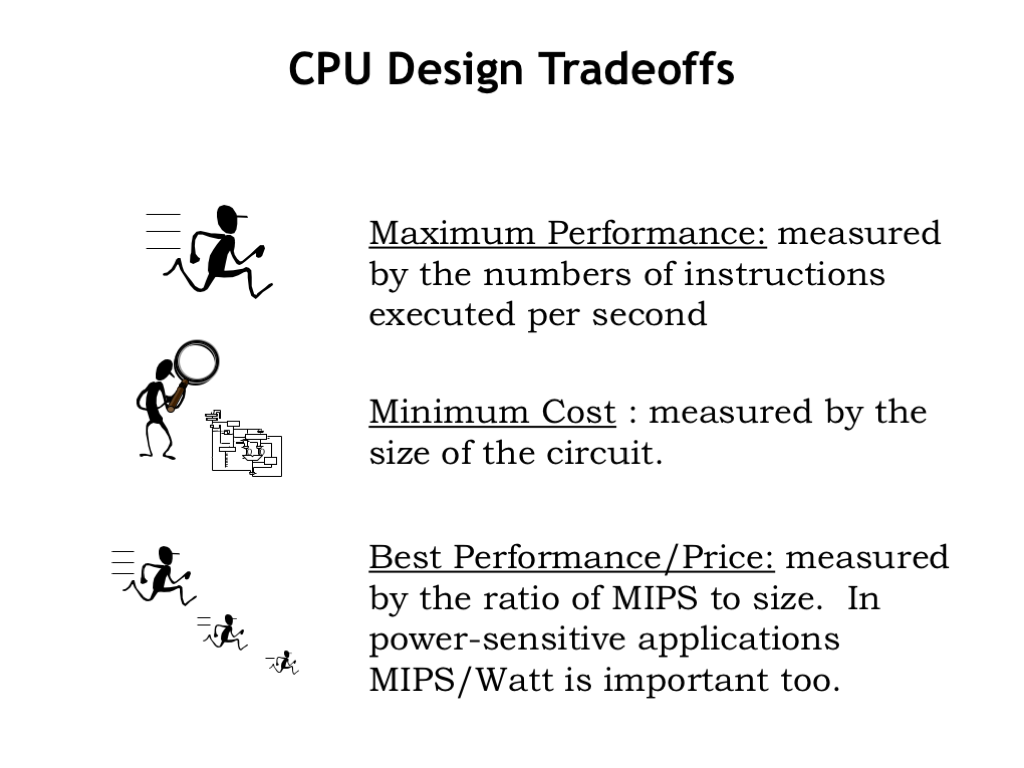 CPU Design Tradeoffs
Maximum Performance: measured
by the numbers of instructions
executed per second
Minimum Cost : measured by the
size of the circuit.
Best Performance/Price: measured
by the ratio of MIPS to size.  In
power-sensitive applications
MIPS/Watt is important too.